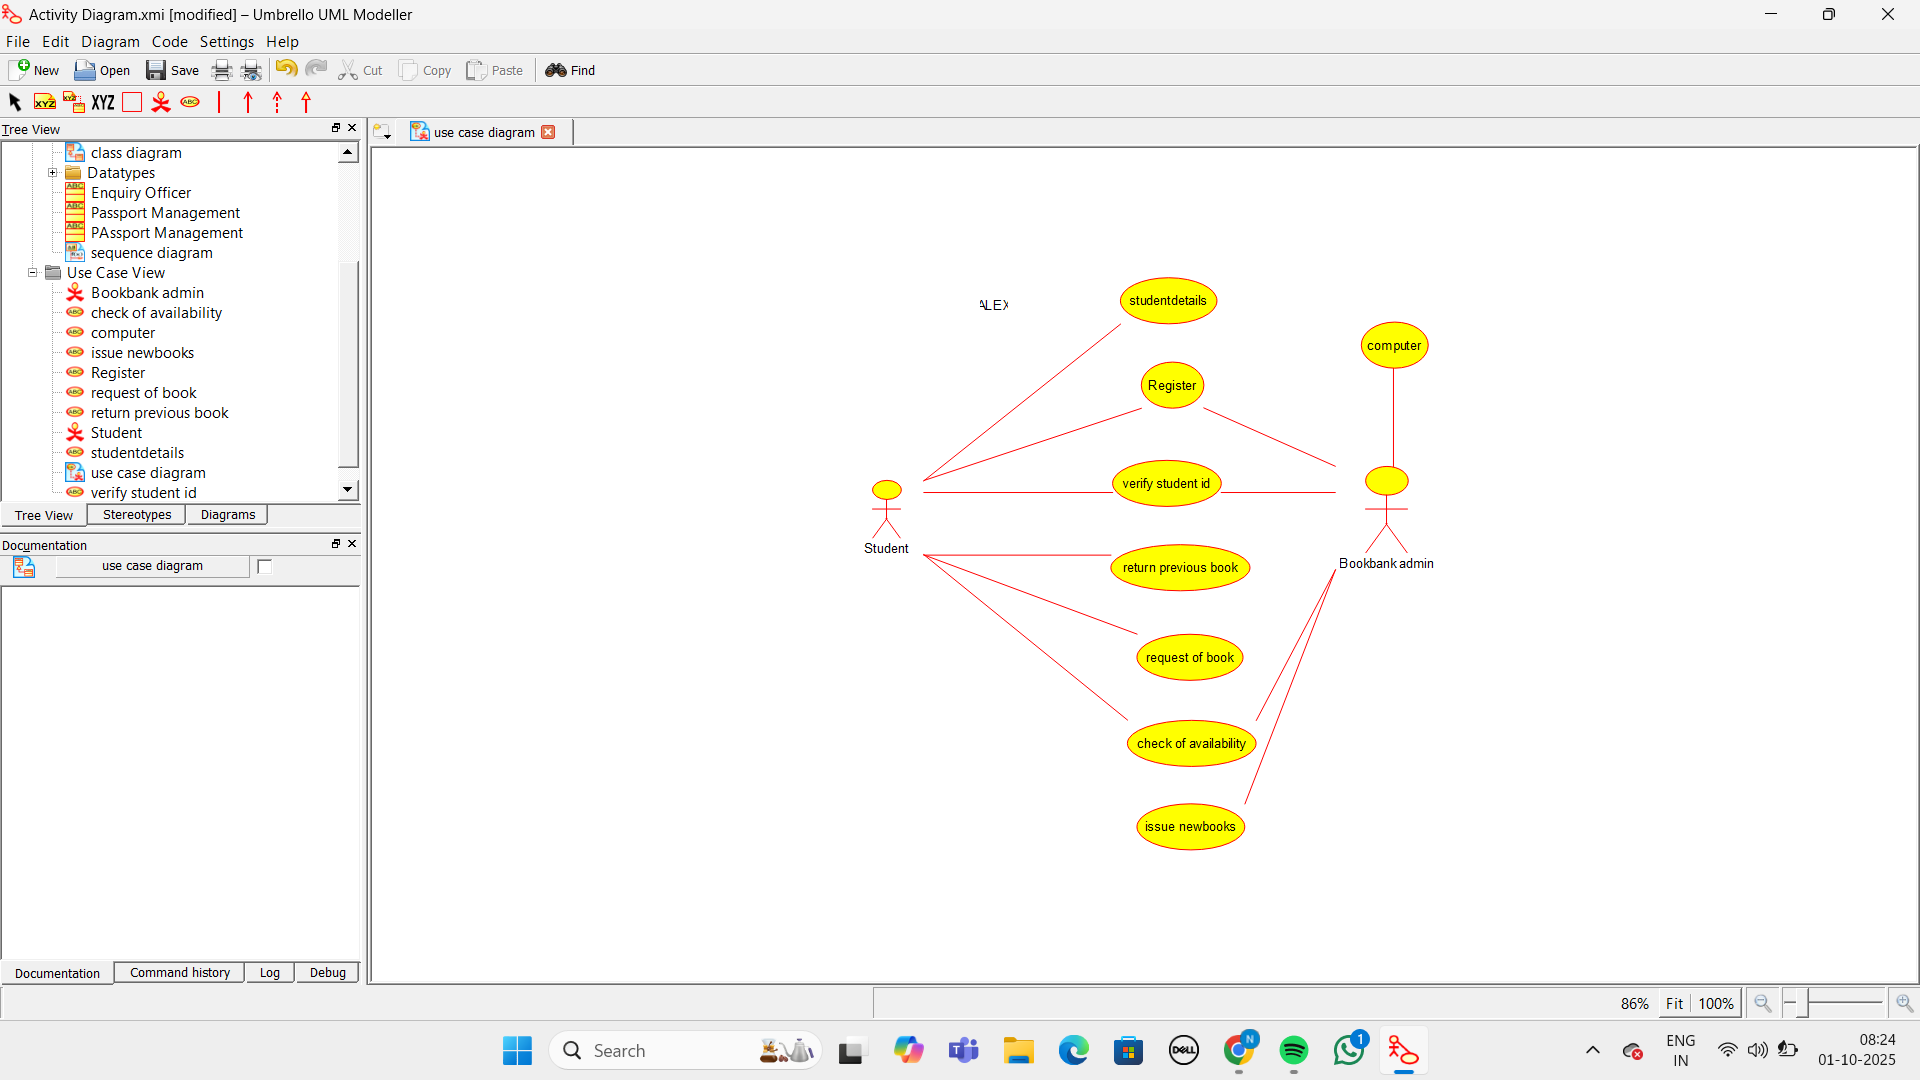 Activity Diagram.xmi [modified] – Umbrello UML Modeller
File Edit Diagram Code Settings Help
New Open Save Cut Copy Paste Find
XYZ XYZ XYZ ABC
Tree View
use case diagram
class diagram
Datatypes
Enquiry Officer
Passport Management
PAssport Management
sequence diagram
Use Case View
Bookbank admin
check of availability
computer
issue newbooks
Register
request of book
return previous book
Student
studentdetails
use case diagram
verify student id
Tree View Stereotypes Diagrams
Documentation
use case diagram
Documentation Command history Log Debug
ALEX
studentdetails
computer
Register
verify student id
Student
Bookbank admin
return previous book
request of book
check of availability
issue newbooks
86% Fit 100%
Search
DELL
N
1
ENG
IN
08:24
01-10-2025